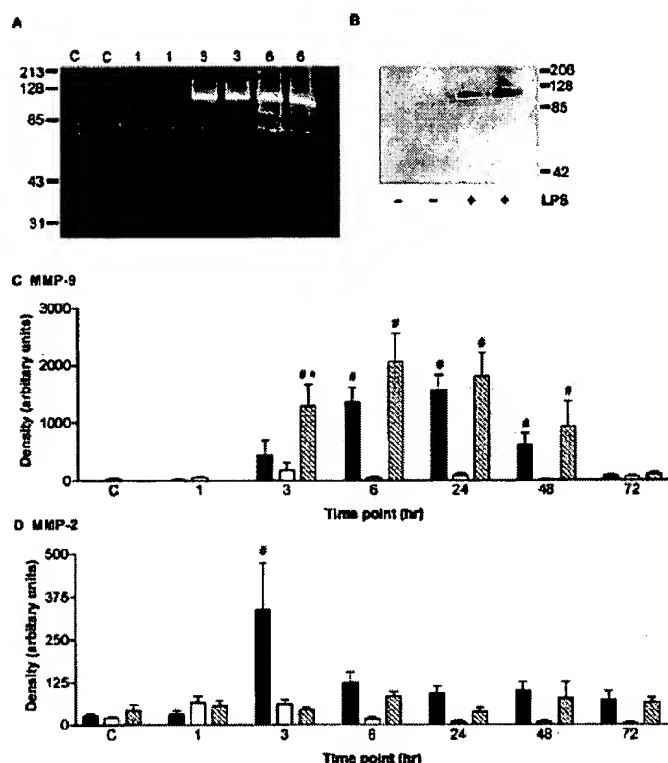 A
C C 1 1 3 3 6 6
213
128
85
43
31
B
206
128
85
42
- - + + LPS
C MMP-9
Density (arbitary units)
3000
2000
1000
0
# # # #
C 1 3 6 24 48 72
Time point (hr)
D MMP-2
Density (arbitary units)
500
375
250
125
0
#
C 1 3 6 24 48 72
Time point (hr)